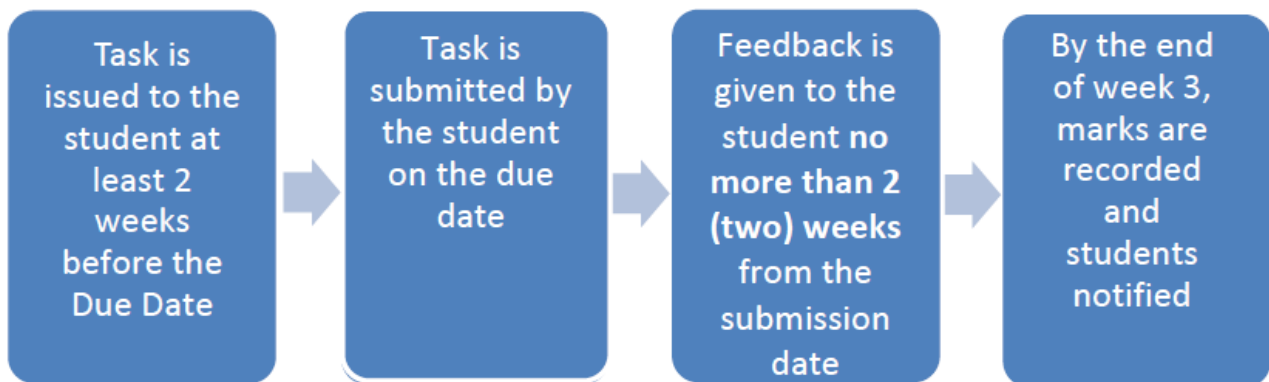 Task is
issued to the
student at
least 2
weeks
before the
Due Date
Task is
submitted by
the student
on the due
date
Feedback is
given to the
student no
more than 2
(two) weeks
from the
submission
date
By the end
of week 3,
marks are
recorded
and
students
notified